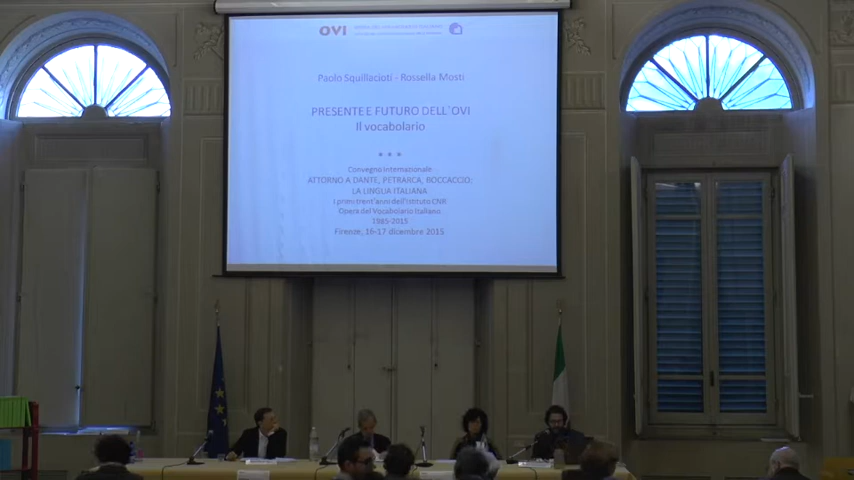 OVI
Paolo Squillacioti - Rossella Mosti
PRESENTE E FUTURO DELL'OVI
Il vocabolario
Convegno internazionale
ATTORNO A DANTE, PETRARCA, BOCCACCIO:
LA LINGUA ITALIANA
I primi trent'anni dell'Istituto CNR
Opera del Vocabolario Italiano
1985-2015
Firenze, 16-17 dicembre 2015